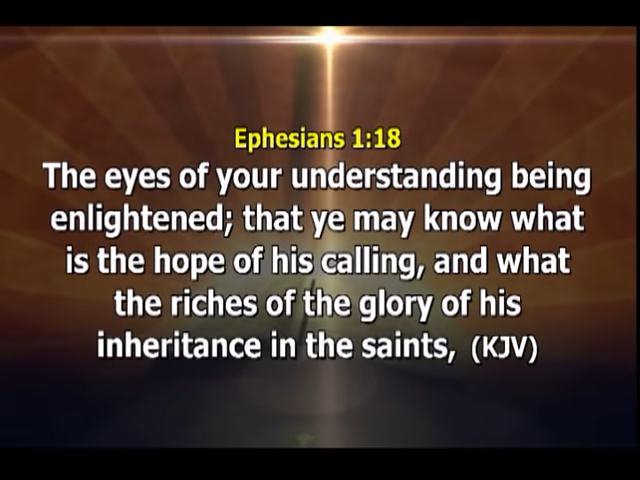 Ephesians 1:18
The eyes of your understanding being
enlightened; that ye may know what
is the hope of his calling, and what
the riches of the glory of his
inheritance in the saints, (KJV)